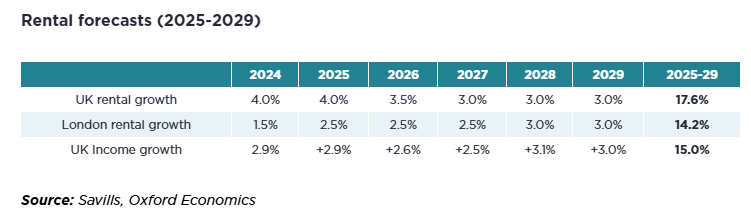 Rental forecasts (2025-2029)
2024 2025 2026 2027 2028 2029 2025-29
UK rental growth 4.0% 4.0% 3.5% 3.0% 3.0% 3.0% 17.6%
London rental growth 1.5% 2.5% 2.5% 2.5% 3.0% 3.0% 14.2%
UK Income growth 2.9% +2.9% +2.6% +2.5% +3.1% +3.0% 15.0%
Source: Savills, Oxford Economics